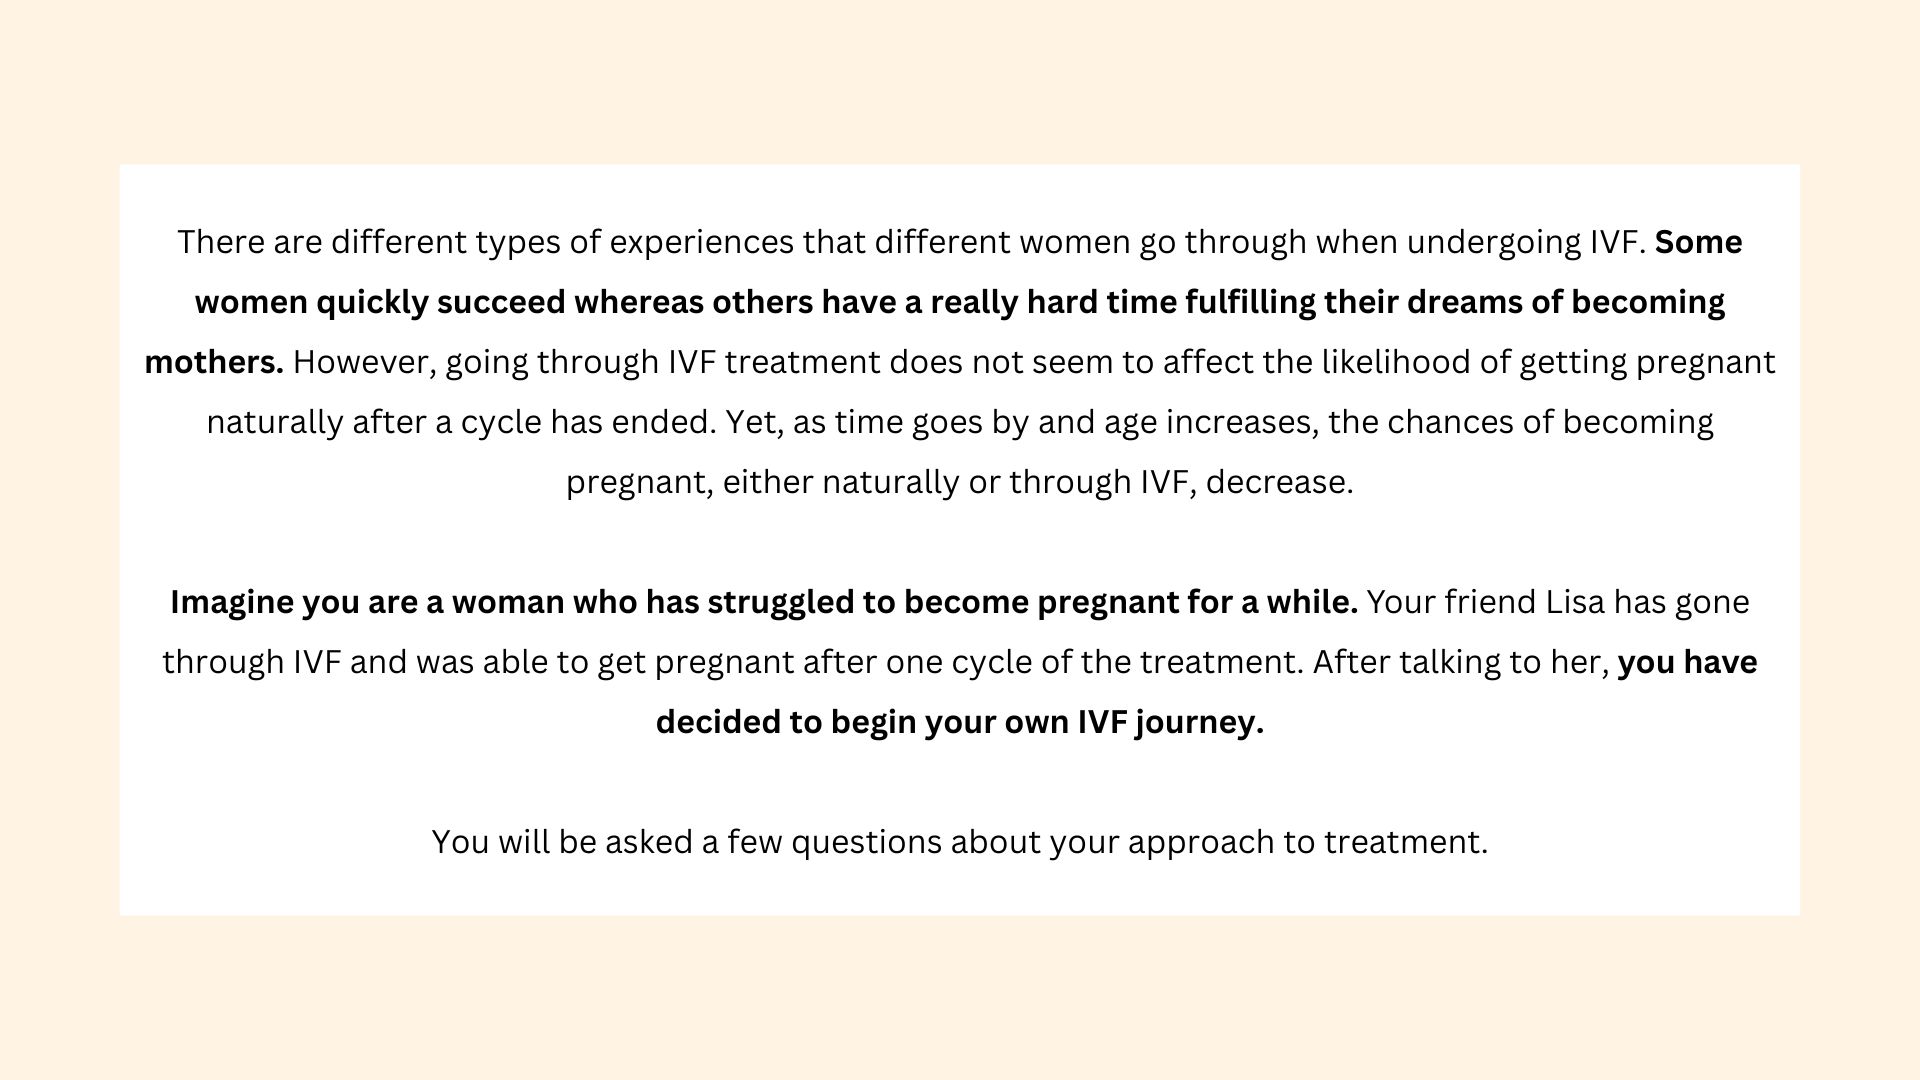 There are different types of experiences that different women go through when undergoing IVF. Some
women quickly succeed whereas others have a really hard time fulfilling their dreams of becoming
mothers. However, going through IVF treatment does not seem to affect the likelihood of getting pregnant
naturally after a cycle has ended. Yet, as time goes by and age increases, the chances of becoming
pregnant, either naturally or through IVF, decrease.
Imagine you are a woman who has struggled to become pregnant for a while. Your friend Lisa has gone
through IVF and was able to get pregnant after one cycle of the treatment. After talking to her, you have
decided to begin your own IVF journey.
You will be asked a few questions about your approach to treatment.